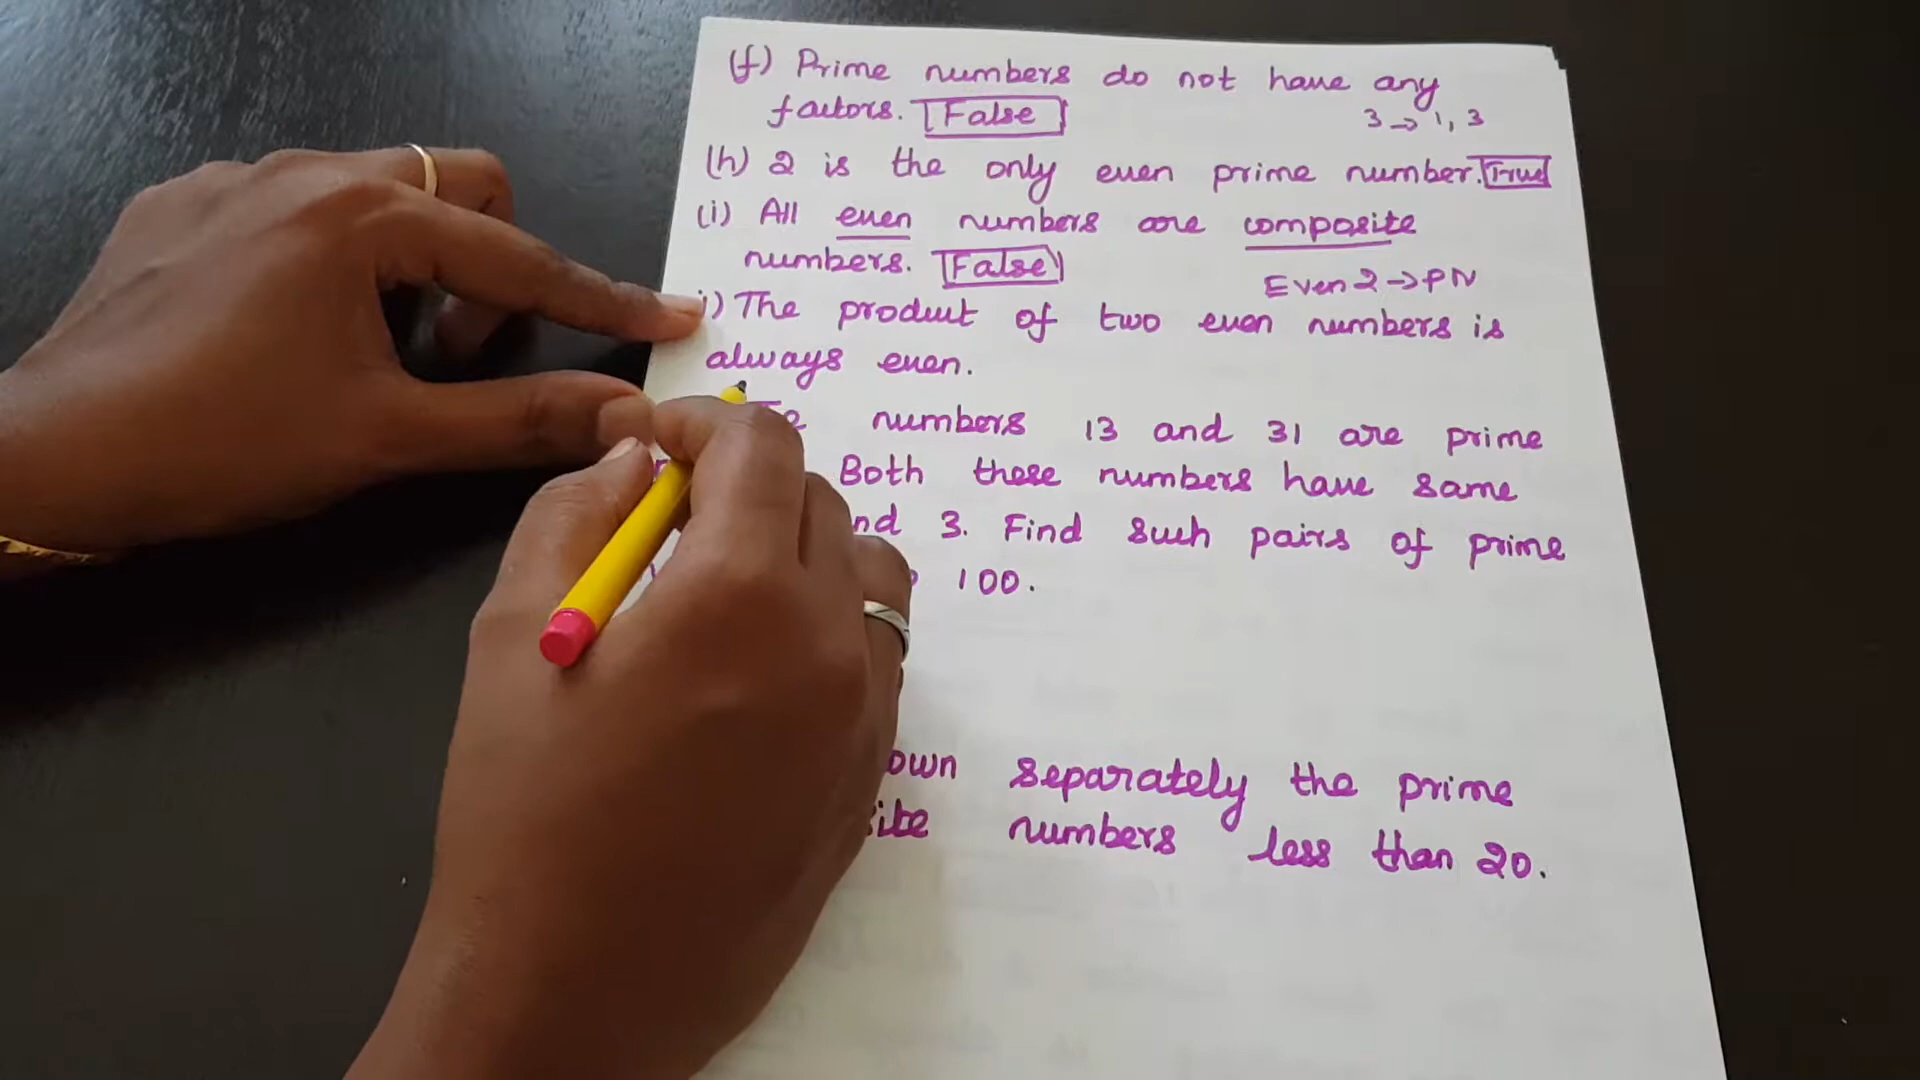 (f) Prime numbers do not have any
factors. False
3 → 1, 3
(h) 2 is the only even prime number. True
(i) All even numbers are composite
numbers. False
Even 2 → PN
j) The product of two even numbers is
always even.
numbers 13 and 31 are prime
Both these numbers have same
nd 3. Find such pairs of prime
100.
own separately the prime
ite numbers less than 20.